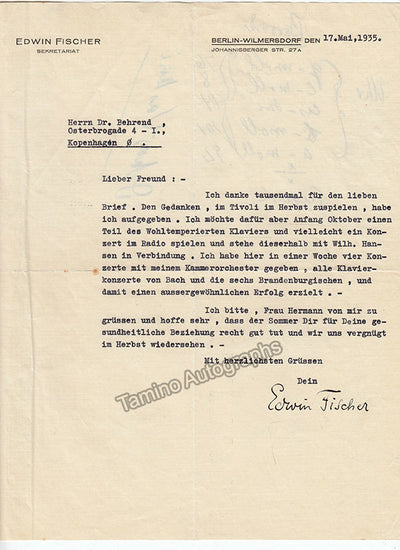 EDWIN FISCHER
SEKRETARIAT
BERLIN-WILMERSDORF DEN 17.Mai,1935.
JOHANNISBERGER STR. 27A
Herrn Dr. Behrend ,
Osterbrogade 4 - I.,
Kopenhagen Ø. .
Lieber Freund : -
Ich danke tausendmal für den lieben
Brief . Den Gedanken , im Tivoli im Herbst zuspielen , habe
ich aufgegeben . Ich möchte dafür aber Anfang Oktober einen
Teil des Wohltemperierten Klaviers und vielleicht ein Kon-
zert im Radio spielen und stehe dieserhalb mit Wilh. Han-
sen in Verbindung . Ich habe hier in einer Woche vier Kon-
zerte mit meinem Kammerorchester gegeben , alle Klavier-
konzerte von Bach und die sechs Brandenburgischen , und
damit einen aussergewöhnlichen Erfolg erzielt . -
Ich bitte , Frau Hermann von mir zu
grüssen und hoffe sehr , dass der Sommer Dir für Deine ge-
sundheitliche Beziehung recht gut tut und wir uns vergnügt
im Herbst wiedersehen . -
Mit herzlichsten Grüssen
Dein
Edwin Fischer
Tamino Autographs